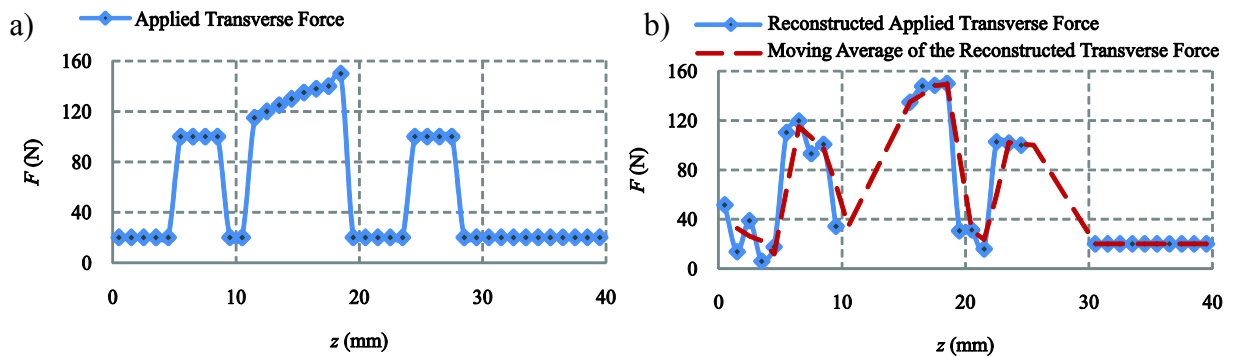 a)
Applied Transverse Force
160
120
80
40
0
F (N)
0 10 20 30 40
z (mm)
b)
Reconstructed Applied Transverse Force
Moving Average of the Reconstructed Transverse Force
160
120
80
40
0
F (N)
0 10 20 30 40
z (mm)